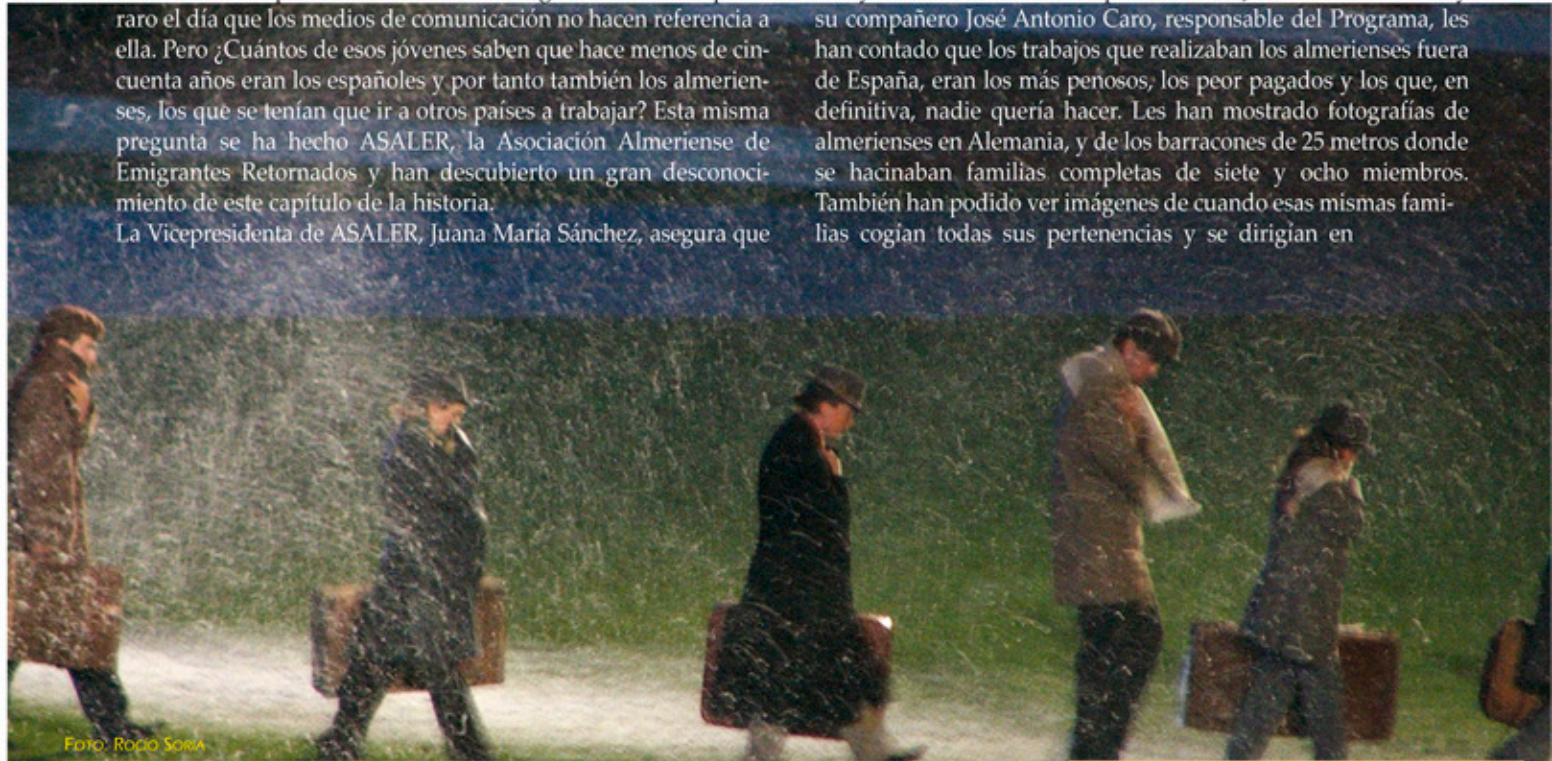 raro el día que los medios de comunicación no hacen referencia a
ella. Pero ¿Cuántos de esos jóvenes saben que hace menos de cin-
cuenta años eran los españoles y por tanto también los almerien-
ses, los que se tenían que ir a otros países a trabajar? Esta misma
pregunta se ha hecho ASALER, la Asociación Almeriense de
Emigrantes Retornados y han descubierto un gran desconoci-
miento de este capítulo de la historia.
La Vicepresidenta de ASALER, Juana María Sánchez, asegura que
su compañero José Antonio Caro, responsable del Programa, les
han contado que los trabajos que realizaban los almerienses fuera
de España, eran los más penosos, los peor pagados y los que, en
definitiva, nadie quería hacer. Les han mostrado fotografías de
almerienses en Alemania, y de los barracones de 25 metros donde
se hacinaban familias completas de siete y ocho miembros.
También han podido ver imágenes de cuando esas mismas fami-
lias cogían todas sus pertenencias y se dirigían en
FOTO: ROCIO SORIA